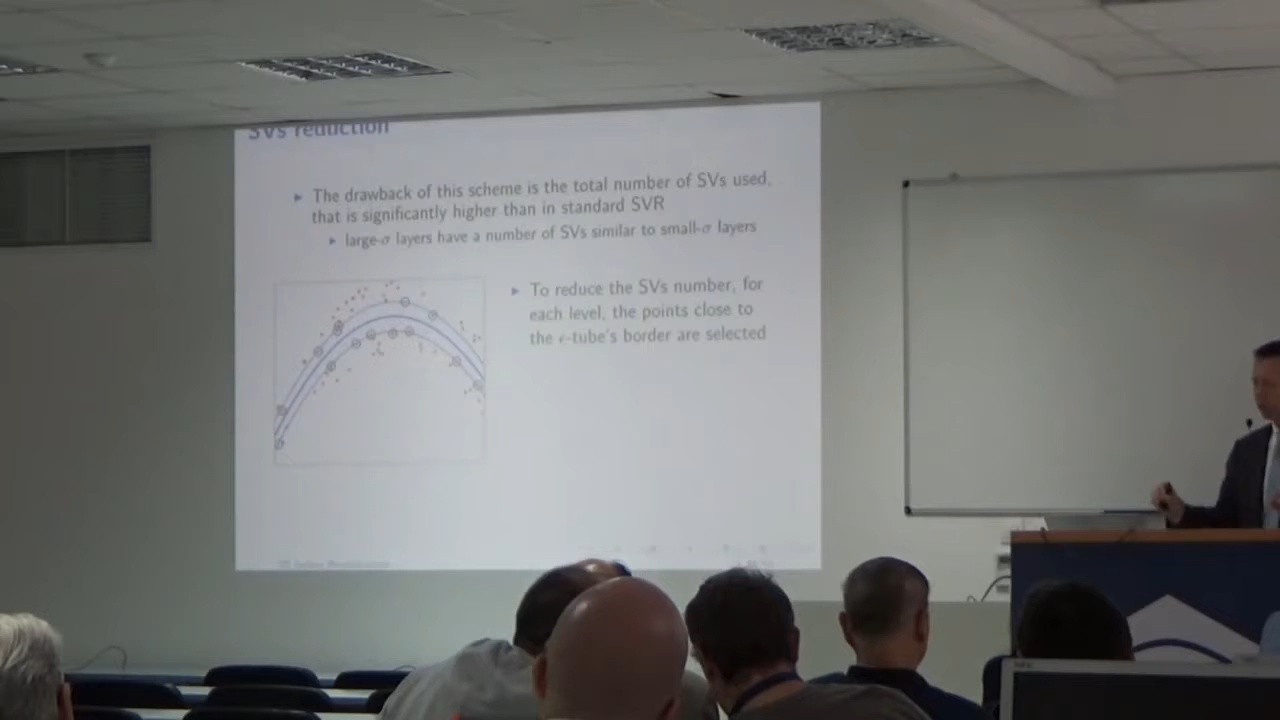 SVs reduction
▸ The drawback of this scheme is the total number of SVs used,
that is significantly higher than in standard SVR
▸ large-σ layers have a number of SVs similar to small-σ layers
▸ To reduce the SVs number, for
each level, the points close to
the ϵ-tube's border are selected